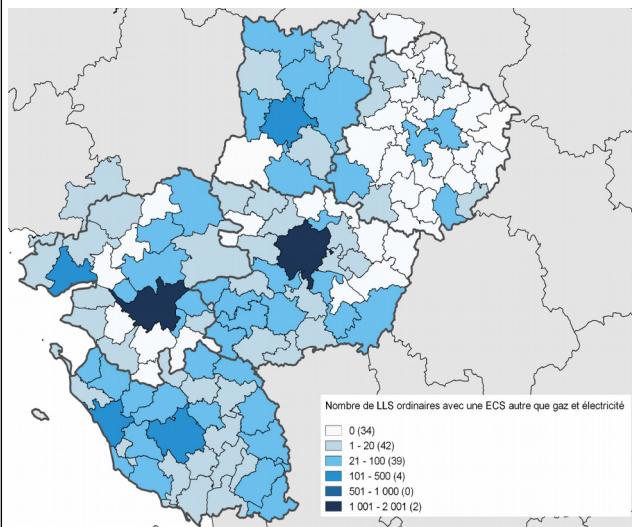 Nombre de LLS ordinaires avec une ECS autre que gaz et électricité
0 (34)
1 - 20 (42)
21 - 100 (39)
101 - 500 (4)
501 - 1 000 (0)
1 001 - 2 001 (2)